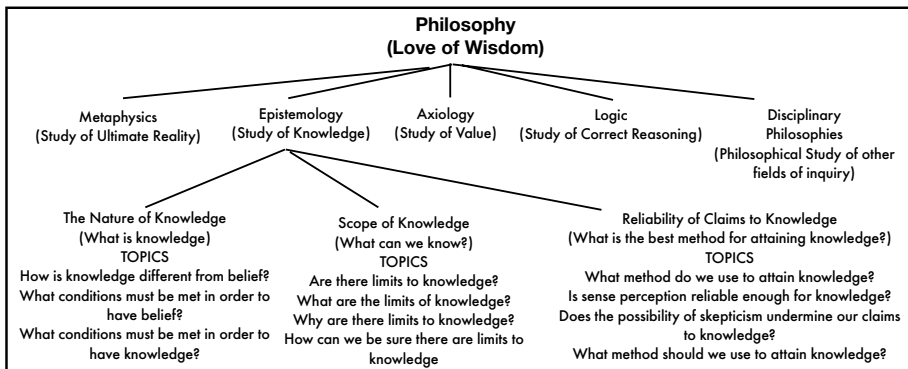 Philosophy
(Love of Wisdom)
Metaphysics
(Study of Ultimate Reality)
Epistemology
(Study of Knowledge)
Axiology
(Study of Value)
Logic
(Study of Correct Reasoning)
Disciplinary
Philosophies
(Philosophical Study of other
fields of inquiry)
The Nature of Knowledge
(What is knowledge)
TOPICS
How is knowledge different from belief?
What conditions must be met in order to
have belief?
What conditions must be met in order to
have knowledge?
Scope of Knowledge
(What can we know?)
TOPICS
Are there limits to knowledge?
What are the limits of knowledge?
Why are there limits to knowledge?
How can we be sure there are limits to
knowledge
Reliability of Claims to Knowledge
(What is the best method for attaining knowledge?)
TOPICS
What method do we use to attain knowledge?
Is sense perception reliable enough for knowledge?
Does the possibility of skepticism undermine our claims
to knowledge?
What method should we use to attain knowledge?